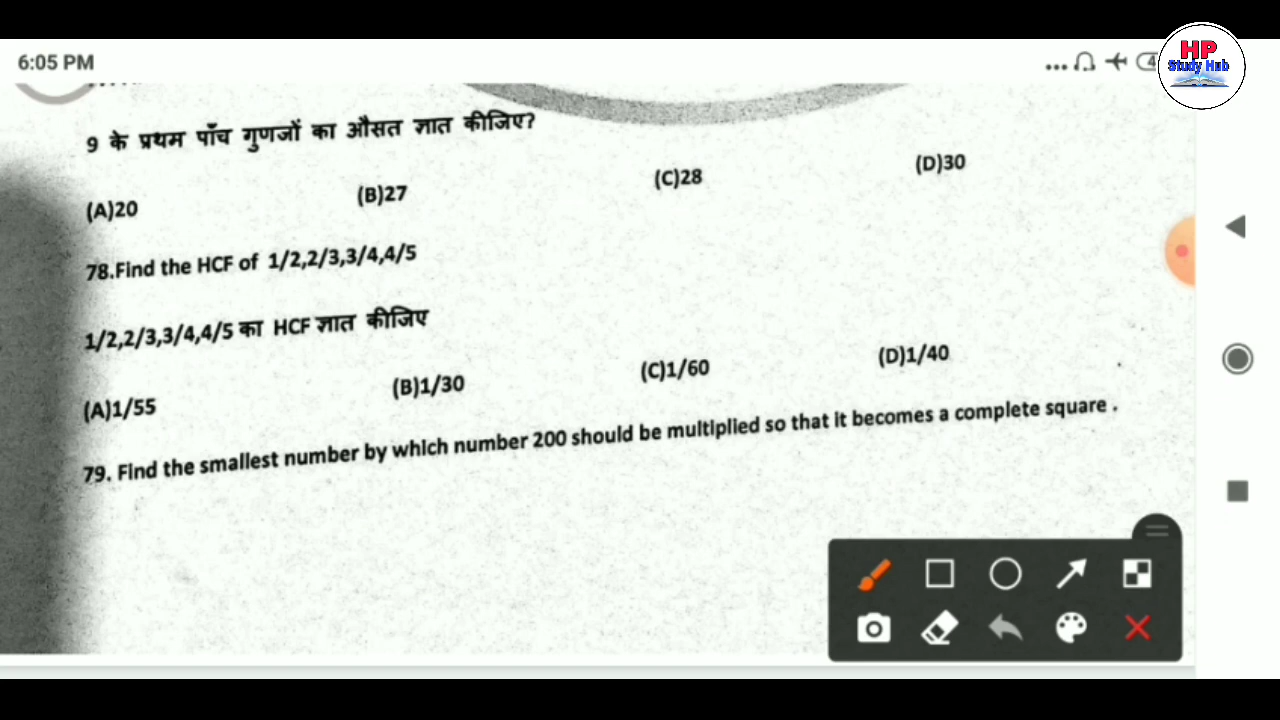 6:05 PM
HP
Study Hub
9 के प्रथम पाँच गुणजों का औसत ज्ञात कीजिए?
(A)20 (B)27 (C)28 (D)30
78.Find the HCF of 1/2,2/3,3/4,4/5
1/2,2/3,3/4,4/5 का HCF ज्ञात कीजिए
(A)1/55 (B)1/30 (C)1/60 (D)1/40
79. Find the smallest number by which number 200 should be multiplied so that it becomes a complete square .